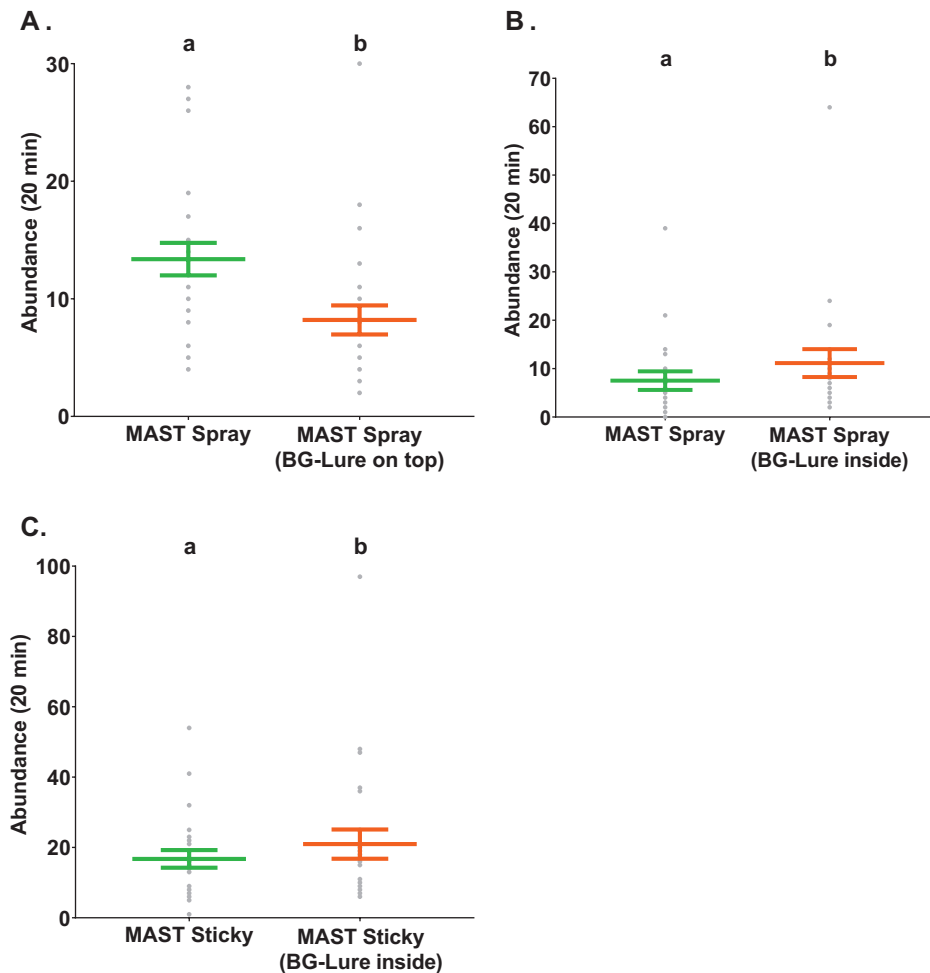 A .
a b
30
20
10
0
Abundance (20 min)
MAST Spray
MAST Spray
(BG-Lure on top)
B .
a b
70
60
50
40
30
20
10
0
Abundance (20 min)
MAST Spray
MAST Spray
(BG-Lure inside)
C.
a b
100
80
60
40
20
0
Abundance (20 min)
MAST Sticky
MAST Sticky
(BG-Lure inside)